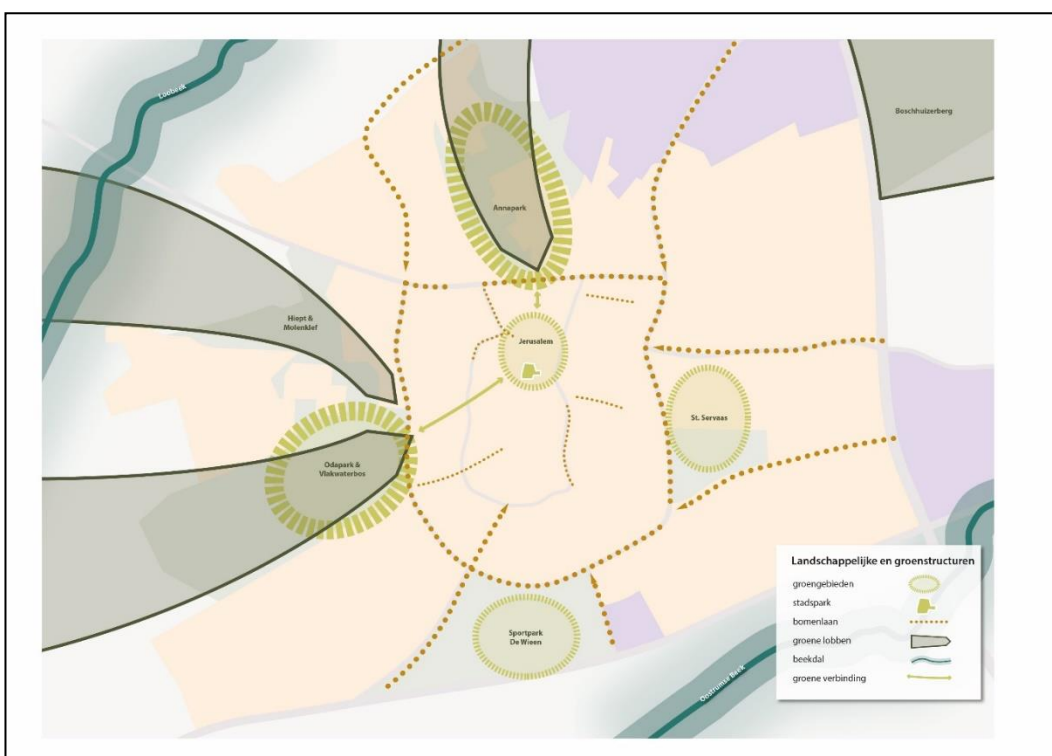 Loobeek
Boschhuizerberg
Annapark
Hiept &
Molenklef
Jerusalem
St. Servaas
Odapark &
Vlakwaterbos
Sportpark
De Wieën
Oostrumse Beek
Landschappelijke en groenstructuren
groengebieden
stadspark
bomenlaan
groene lobben
beekdal
groene verbinding